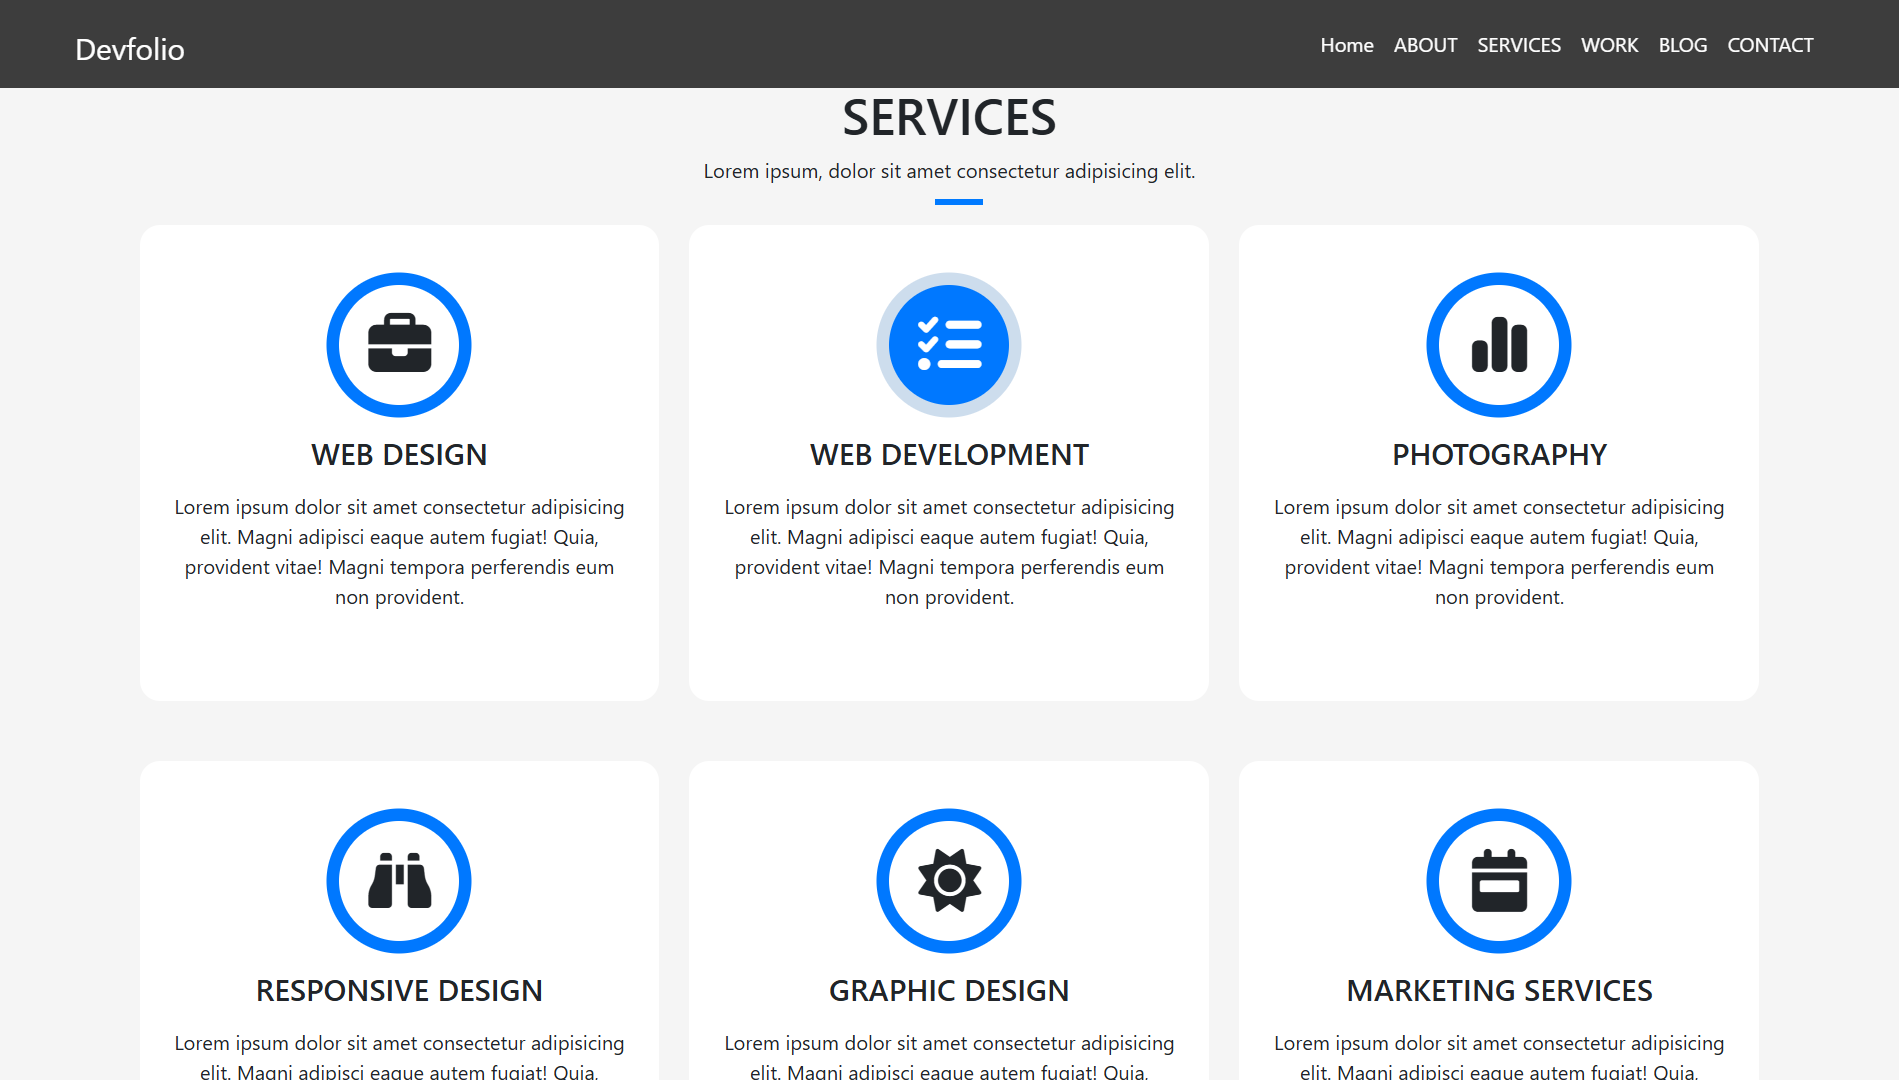 Devfolio
Home ABOUT SERVICES WORK BLOG CONTACT
SERVICES
Lorem ipsum, dolor sit amet consectetur adipisicing elit.
WEB DESIGN
Lorem ipsum dolor sit amet consectetur adipisicing
elit. Magni adipisci eaque autem fugiat! Quia,
provident vitae! Magni tempora perferendis eum
non provident.
WEB DEVELOPMENT
Lorem ipsum dolor sit amet consectetur adipisicing
elit. Magni adipisci eaque autem fugiat! Quia,
provident vitae! Magni tempora perferendis eum
non provident.
PHOTOGRAPHY
Lorem ipsum dolor sit amet consectetur adipisicing
elit. Magni adipisci eaque autem fugiat! Quia,
provident vitae! Magni tempora perferendis eum
non provident.
RESPONSIVE DESIGN
Lorem ipsum dolor sit amet consectetur adipisicing
elit. Magni adipisci eaque autem fugiat! Quia,
GRAPHIC DESIGN
Lorem ipsum dolor sit amet consectetur adipisicing
elit. Magni adipisci eaque autem fugiat! Quia,
MARKETING SERVICES
Lorem ipsum dolor sit amet consectetur adipisicing
elit. Magni adipisci eaque autem fugiat! Quia,